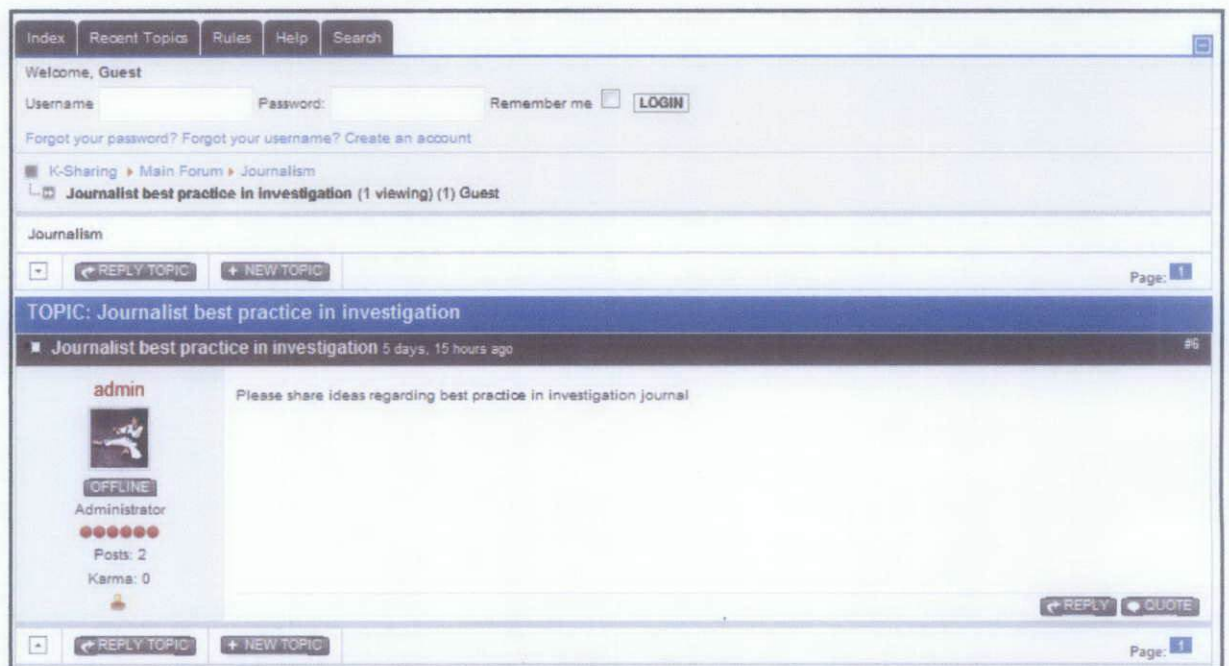 Index Recent Topics Rules Help Search
Welcome, Guest
Username Password: Remember me LOGIN
Forgot your password? Forgot your username? Create an account
K-Sharing Main Forum Journalism
Journalist best practice in investigation (1 viewing) (1) Guest
Journalism
REPLY TOPIC + NEW TOPIC Page: 1
TOPIC: Journalist best practice in investigation
Journalist best practice in investigation 5 days, 15 hours ago #6
admin
Please share ideas regarding best practice in investigation journal
OFFLINE
Administrator
Posts: 2
Karma: 0
REPLY QUOTE
REPLY TOPIC + NEW TOPIC Page: 1